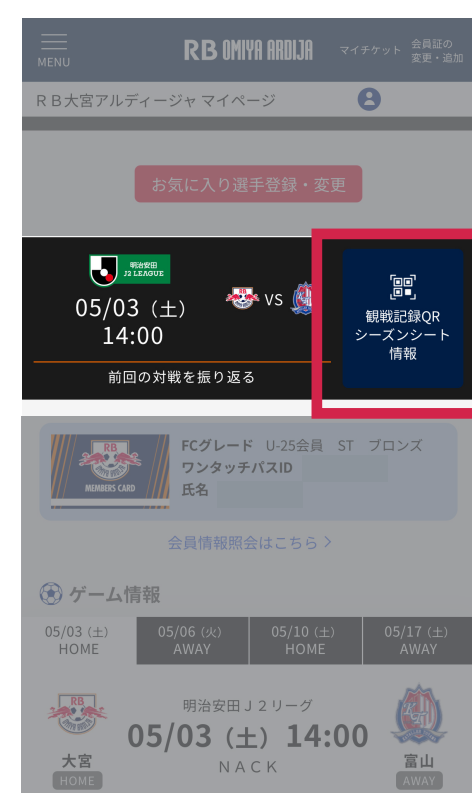 MENU
RB OMIYA ARDIJA
マイチケット
会員証の
変更・追加
RB大宮アルディージャ マイページ
お気に入り選手登録・変更
明治安田
J2 LEAGUE
05/03（土）
14:00
RB
VS
前回の対戦を振り返る
観戦記録QR
シーズンシート
情報
RB
OMIYA ARDIJA
MEMBERS CARD
FCグレード U-25会員 ST ブロンズ
ワンタッチパスID
氏名
会員情報照会はこちら
ゲーム情報
05/03（土）
HOME
05/06（火）
AWAY
05/10（土）
HOME
05/17（土）
AWAY
RB
明治安田Ｊ２リーグ
05/03（土）14:00
NACK
大宮
HOME
富山
AWAY